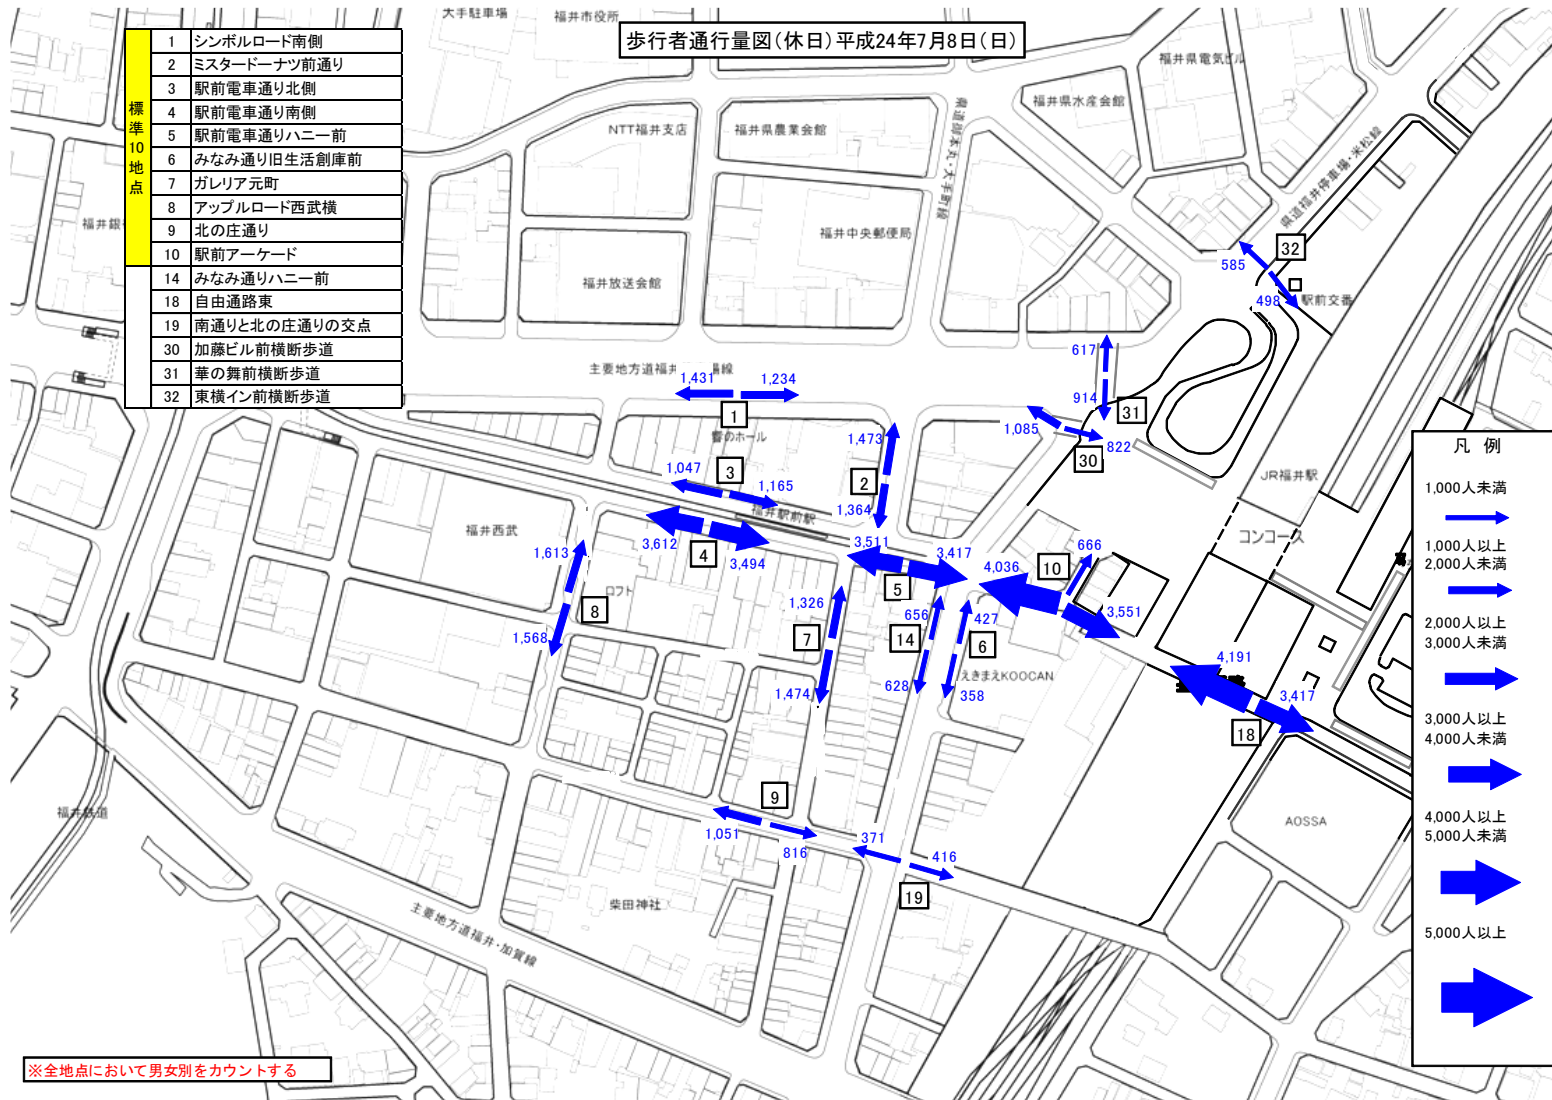 大手駐車場
福井市役所
歩行者通行量図(休日)平成24年7月8日(日)
標準10地点
1 シンボルロード南側
2 ミスタードーナツ前通り
3 駅前電車通り北側
4 駅前電車通り南側
5 駅前電車通りハニー前
6 みなみ通り旧生活創庫前
7 ガレリア元町
8 アップルロード西武横
9 北の庄通り
10 駅前アーケード
14 みなみ通りハニー前
18 自由通路東
19 南通りと北の庄通りの交点
30 加藤ビル前横断歩道
31 華の舞前横断歩道
32 東横イン前横断歩道
福井県電気ビル
福井県水産会館
NTT福井支店
福井県農業会館
県道福井停車場・米松線
福井銀
福井中央郵便局
福井放送会館
32
585
498
駅前交番
617
914
31
主要地方道福井
場線
1,431
1,234
1
響のホール
1,085
822
30
1,473
2
1,364
1,047
3
1,165
福井駅前駅
JR福井駅
コンコース
福井西武
3,612
4
3,494
3,511
3,417
5
4,036
10
666
3,551
1,613
ロフト
8
1,568
1,326
7
1,474
656
14
628
427
6
358
えきまえKOOCAN
4,191
3,417
18
福井鉄道
9
1,051
816
371
416
19
AOSSA
柴田神社
主要地方道福井・加賀線
凡 例
1,000人未満
1,000人以上
2,000人未満
2,000人以上
3,000人未満
3,000人以上
4,000人未満
4,000人以上
5,000人未満
5,000人以上
※全地点において男女別をカウントする